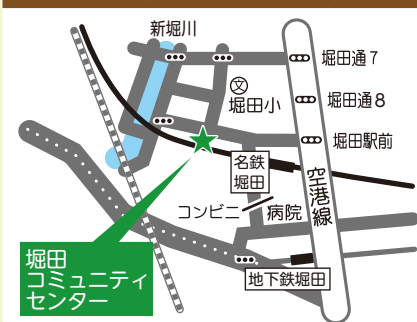 新堀川
堀田通7
文
堀田小
堀田通8
堀田駅前
名鉄
堀田
空港線
コンビニ
病院
堀田
コミュニティ
センター
地下鉄堀田